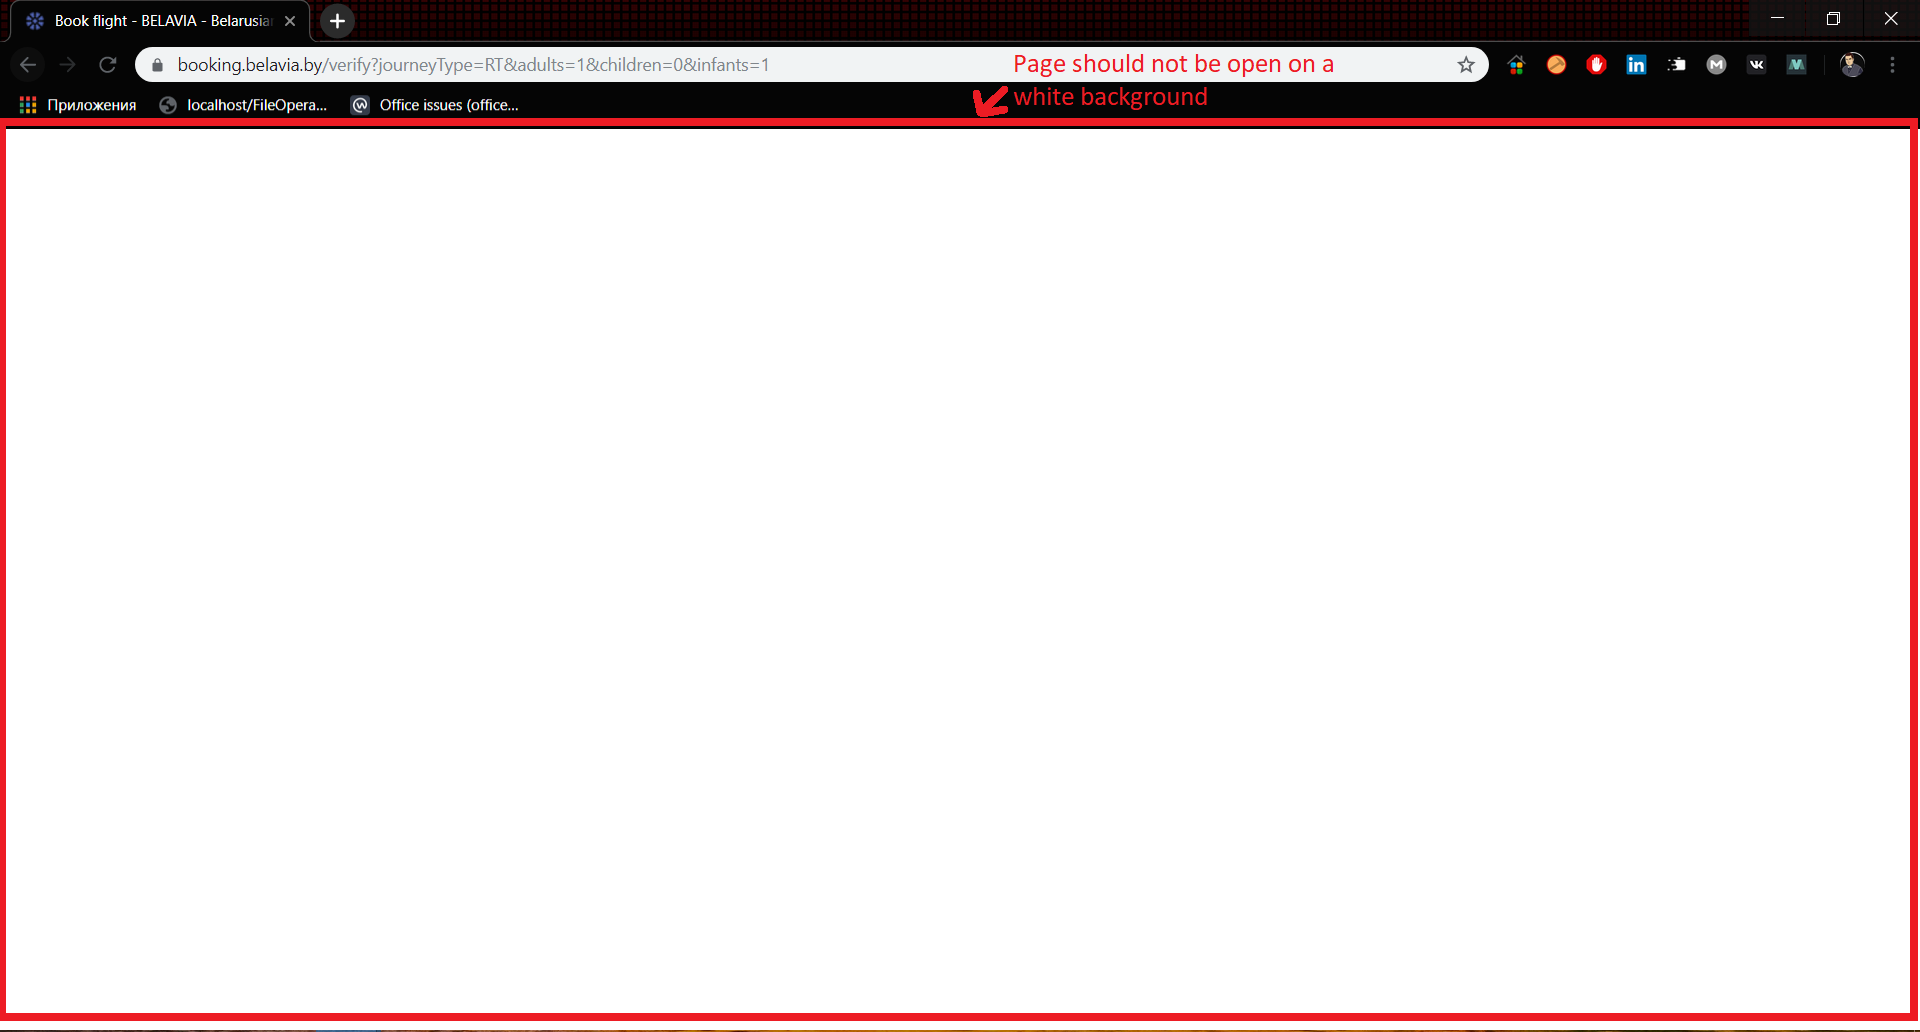 Book flight - BELAVIA - Belarusian
booking.belavia.by/verify?journeyType=RT&adults=1&children=0&infants=1
Page should not be open on a
white background
Приложения
localhost/FileOpera...
Office issues (office...